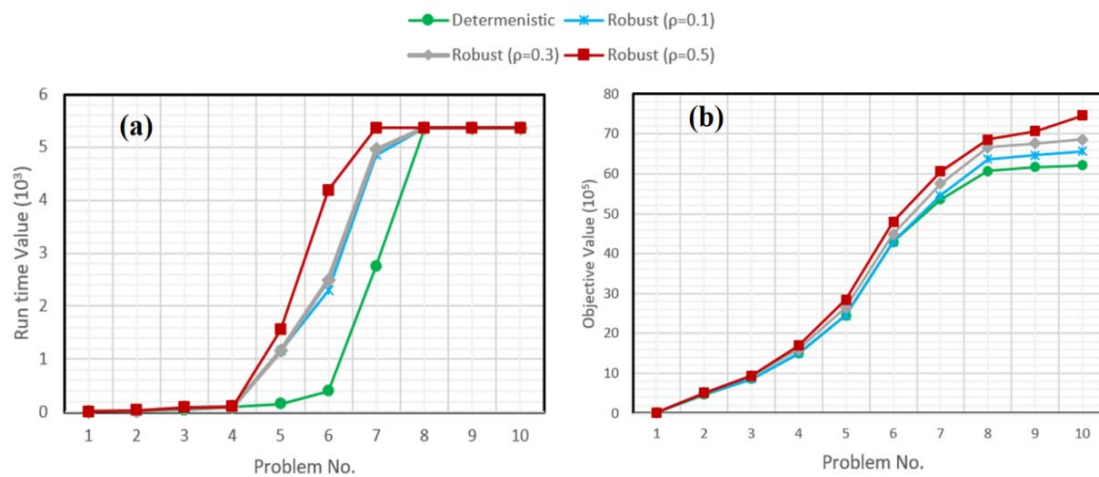 Determenistic Robust (ρ=0.1)
Robust (ρ=0.3) Robust (ρ=0.5)
(a)
Run time Value (10³)
6
5
4
3
2
1
0
1 2 3 4 5 6 7 8 9 10
Problem No.
(b)
Objective Value (10⁵)
80
70
60
50
40
30
20
10
0
1 2 3 4 5 6 7 8 9 10
Problem No.